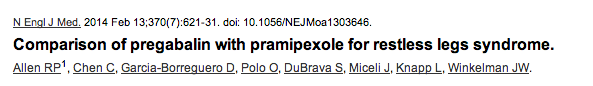 N Engl J Med. 2014 Feb 13;370(7):621-31. doi: 10.1056/NEJMoa1303646.
Comparison of pregabalin with pramipexole for restless legs syndrome.
Allen RP1, Chen C, Garcia-Borreguero D, Polo O, DuBrava S, Miceli J, Knapp L, Winkelman JW.